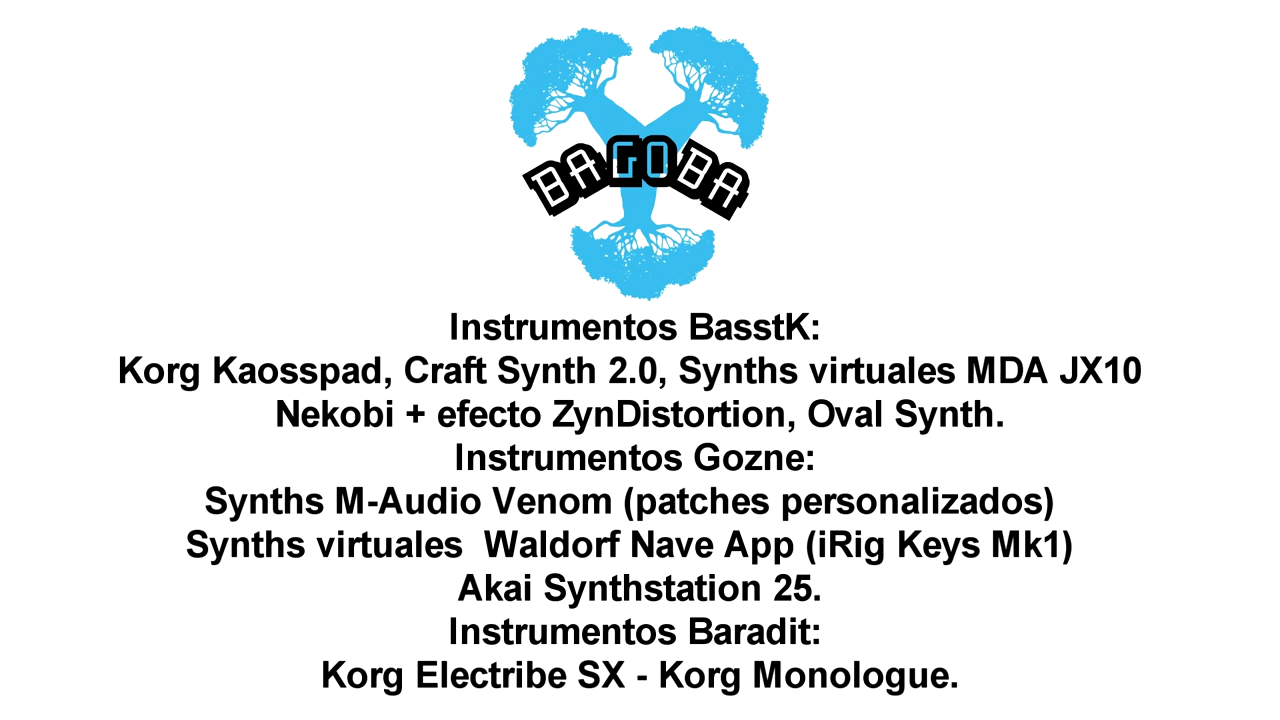 BAGOBA
Instrumentos BasstK:
Korg Kaosspad, Craft Synth 2.0, Synths virtuales MDA JX10
Nekobi + efecto ZynDistortion, Oval Synth.
Instrumentos Gozne:
Synths M-Audio Venom (patches personalizados)
Synths virtuales  Waldorf Nave App (iRig Keys Mk1)
Akai Synthstation 25.
Instrumentos Baradit:
Korg Electribe SX - Korg Monologue.